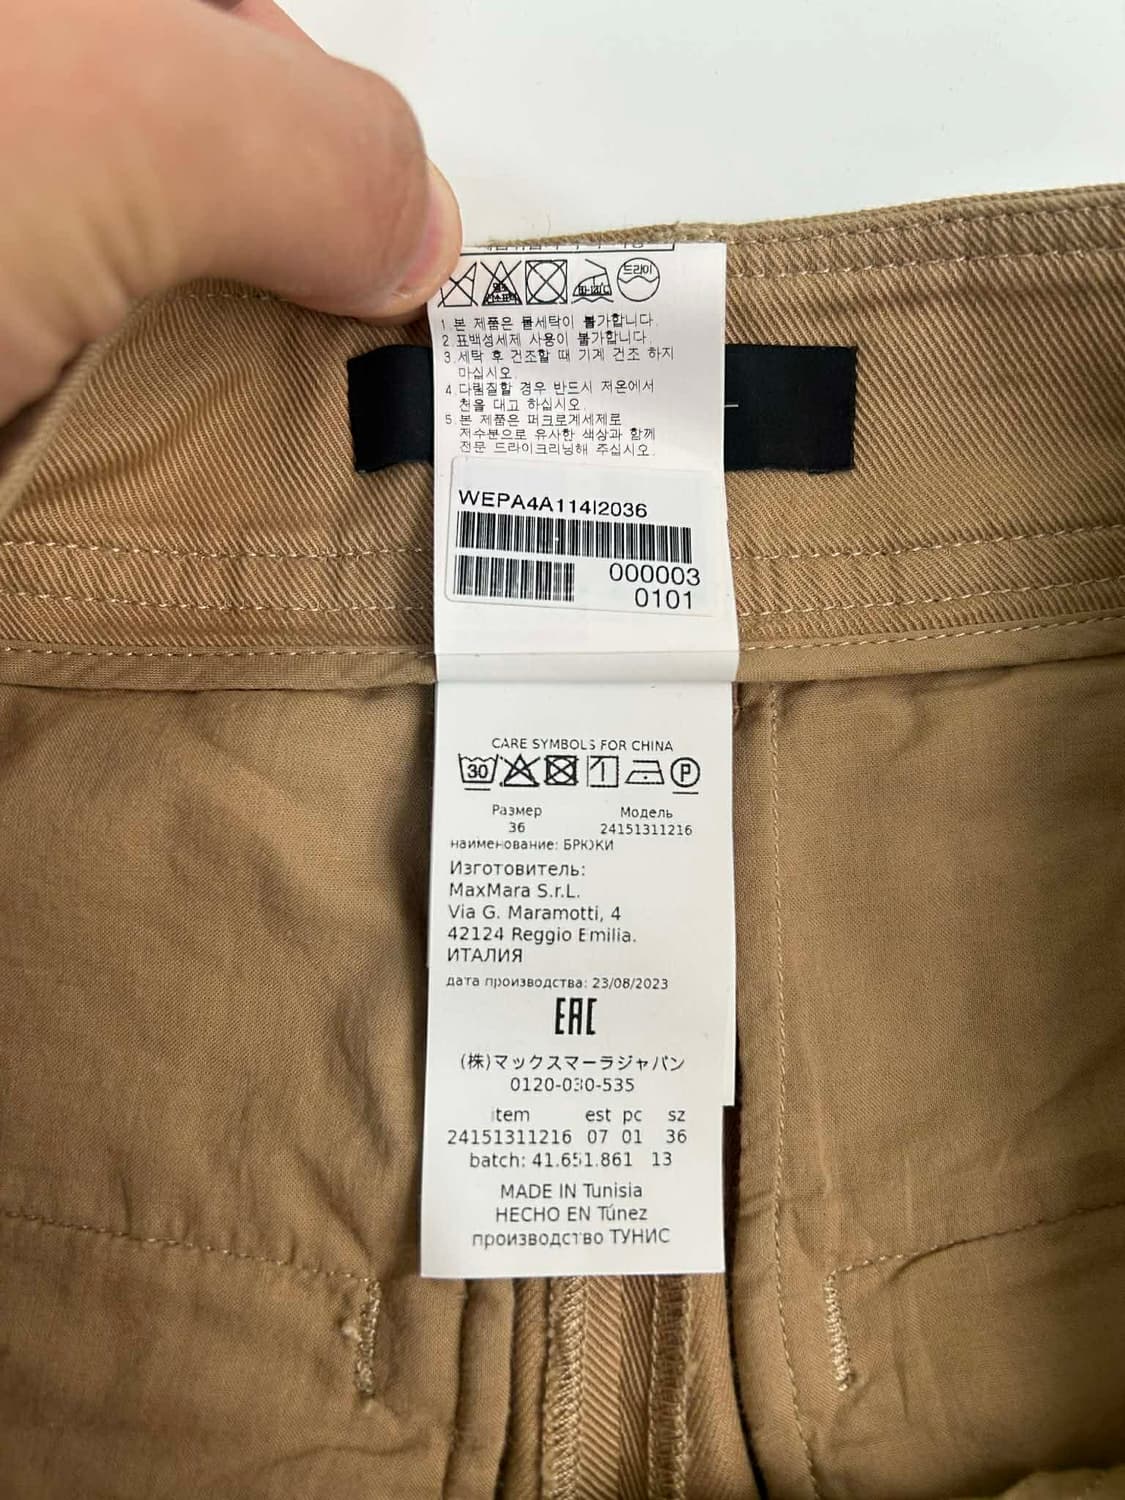 80-120℃
드라이
1.본 제품은 물세탁이 불가합니다.
2.표백성세제 사용이 불가합니다.
3.세탁 후 건조할 때 기계 건조 하지
마십시오.
4.다림질할 경우 반드시 저온에서
천을 대고 하십시오.
5.본 제품은 퍼크로계세제로
저수분으로 유사한 색상과 함께
전문 드라이크리닝해 주십시오.
WEPA4A114I2036
000003
0101
CARE SYMBOLS FOR CHINA
30 P
Размер Модель
36 24151311216
наименование: БРЮКИ
Изготовитель:
MaxMara S.r.L.
Via G. Maramotti, 4
42124 Reggio Emilia.
ИТАЛИЯ
дата производства: 23/08/2023
EAC
(株)マックスマーラジャパン
0120-030-535
item est pc sz
24151311216 07 01 36
batch: 41.651.861 13
MADE IN Tunisia
HECHO EN Túnez
производство ТУНИС